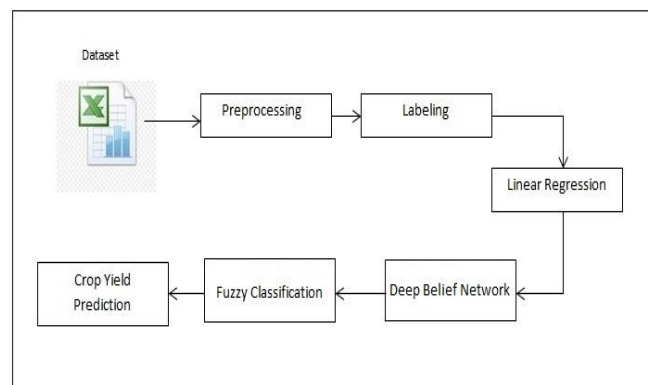 Dataset
Preprocessing
Labeling
Linear Regression
Deep Belief Network
Fuzzy Classification
Crop Yield
Prediction